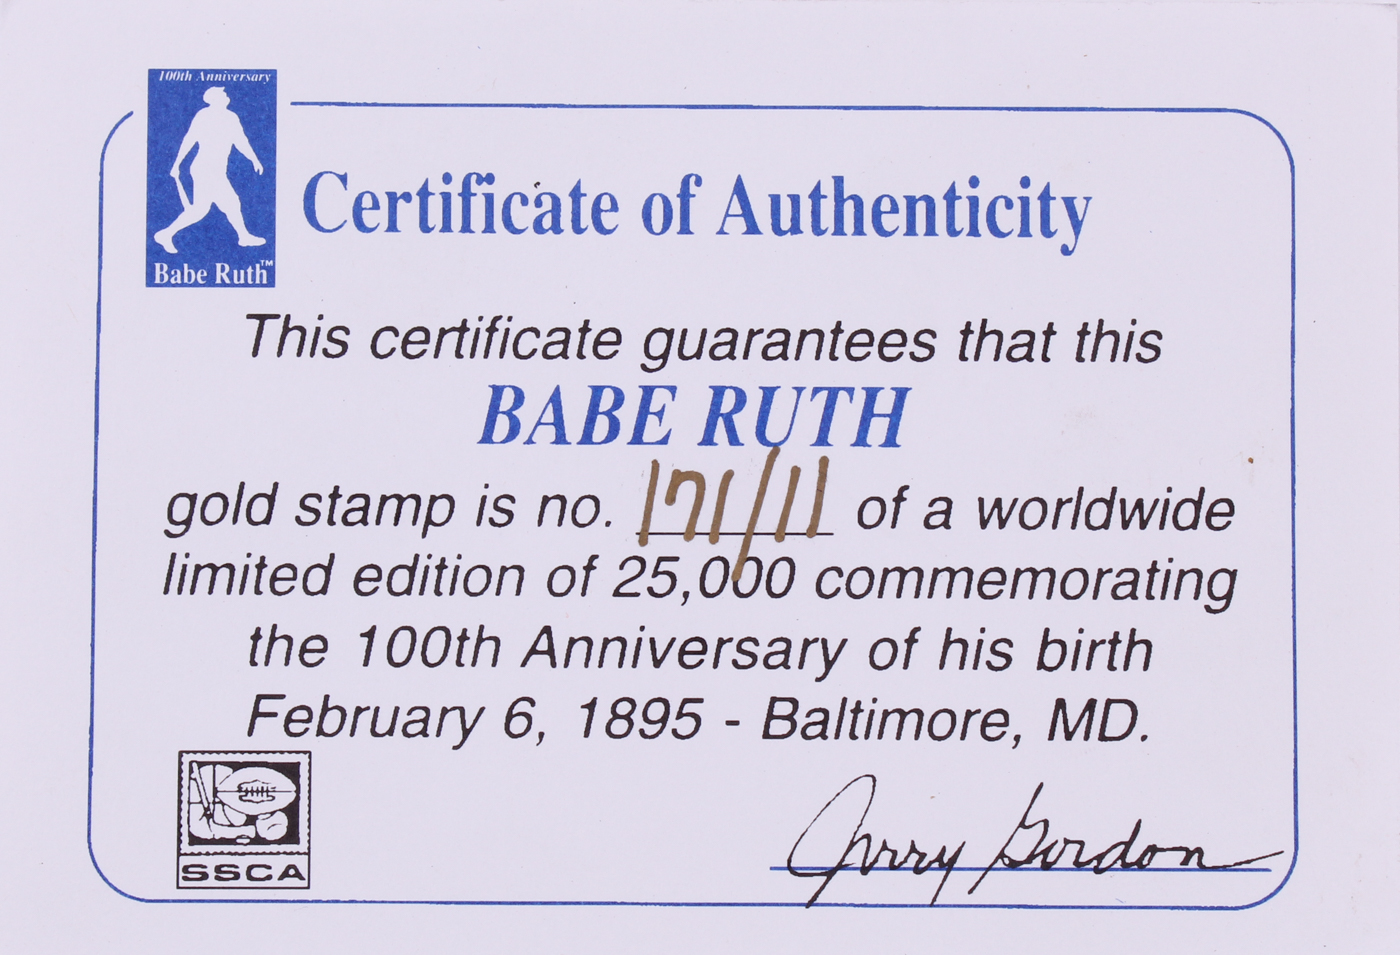 100th Anniversary
Babe Ruth™
Certificate of Authenticity
This certificate guarantees that this
BABE RUTH
gold stamp is no. 171/11 of a worldwide
limited edition of 25,000 commemorating
the 100th Anniversary of his birth
February 6, 1895 - Baltimore, MD.
SSCA
Jerry Gordon